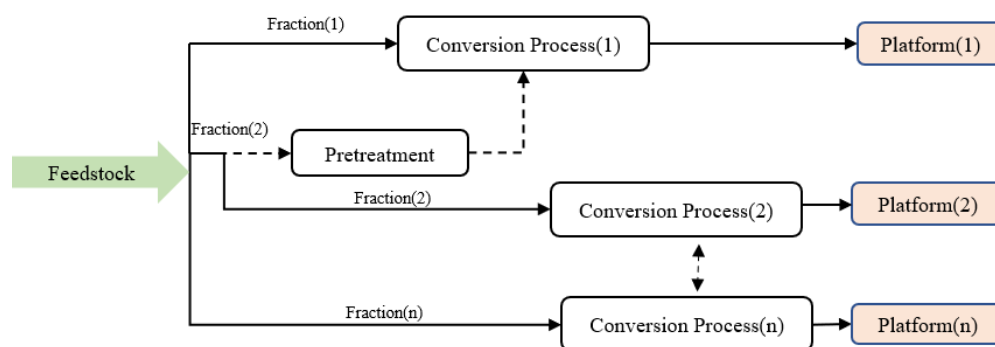 Fraction(1)
Conversion Process(1)
Platform(1)
Fraction(2)
Pretreatment
Feedstock
Fraction(2)
Conversion Process(2)
Platform(2)
Fraction(n)
Conversion Process(n)
Platform(n)